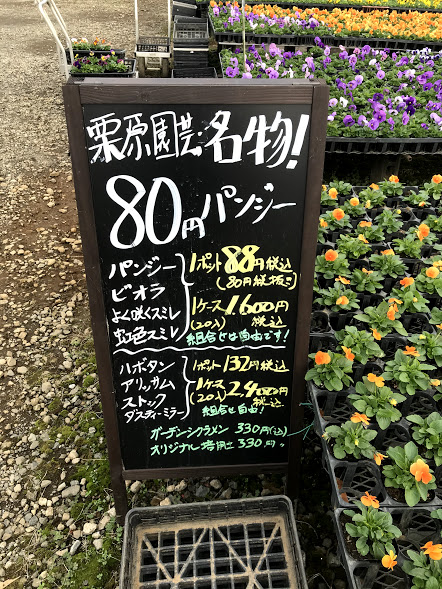 栗原園芸名物!
80円パンジー
パンジー
ビオラ
よく咲くスミレ
虹色スミレ
1ポット 88円税込
(80円税抜)
1ケース 1,600円
(20入) 税込
組合せは自由です!
ハボタン
アリッサム
ストック
ダスティーミラー
1ポット 132円税込
1ケース 2,400円
(20入) 税込
組合せ自由!
ガーデンシクラメン 330円(込)
オリジナル培用土 330円 〃